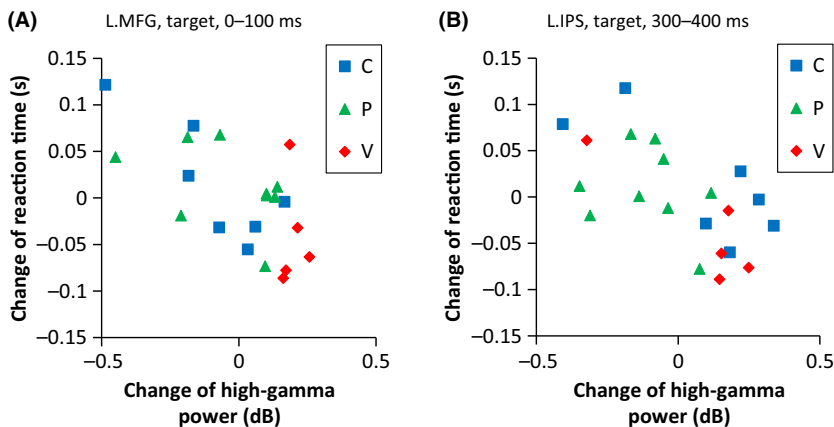 (A) L.MFG, target, 0–100 ms
0.15
0.1
0.05
0
–0.05
–0.1
–0.15
–0.5
0
0.5
Change of reaction time (s)
Change of high-gamma
power (dB)
C
P
V
(B) L.IPS, target, 300–400 ms
0.15
0.1
0.05
0
–0.05
–0.1
–0.15
–0.5
0
0.5
Change of reaction time (s)
Change of high-gamma
power (dB)
C
P
V